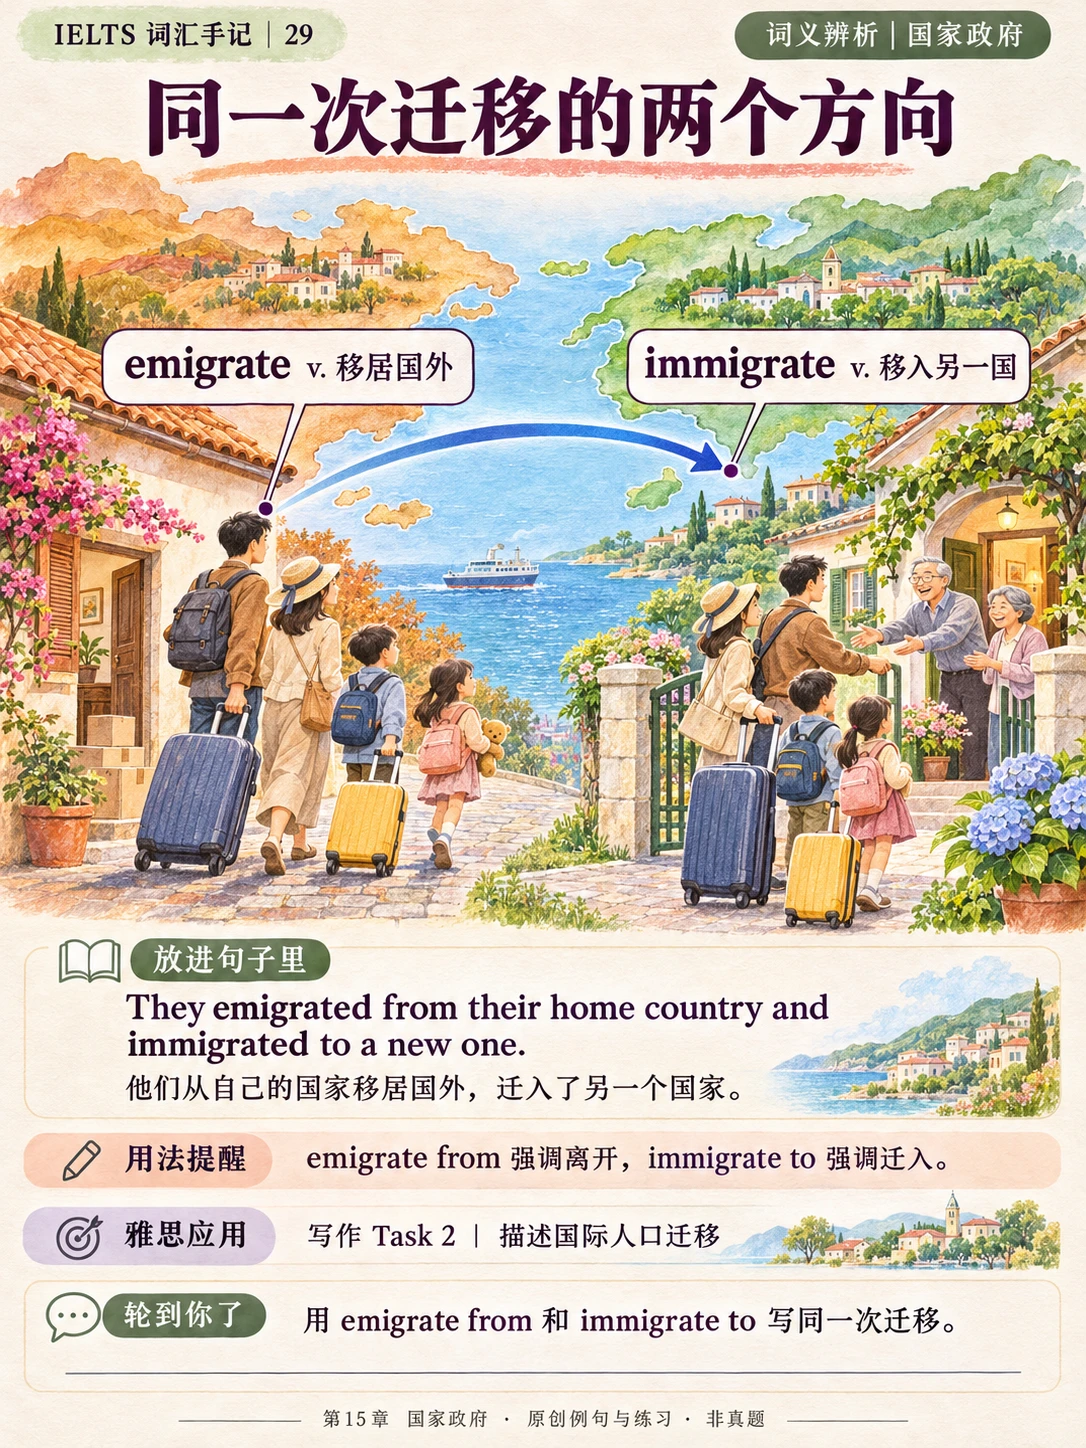 IELTS 词汇手记｜29
词义辨析｜国家政府
同一次迁移的两个方向
emigrate v. 移居国外
immigrate v. 移入另一国
放进句子里
They emigrated from their home country and
immigrated to a new one.
他们从自己的国家移居国外，迁入了另一个国家。
用法提醒
emigrate from 强调离开，immigrate to 强调迁入。
雅思应用
写作 Task 2｜描述国际人口迁移
轮到你了
用 emigrate from 和 immigrate to 写同一次迁移。
第15章 国家政府 · 原创例句与练习 · 非真题